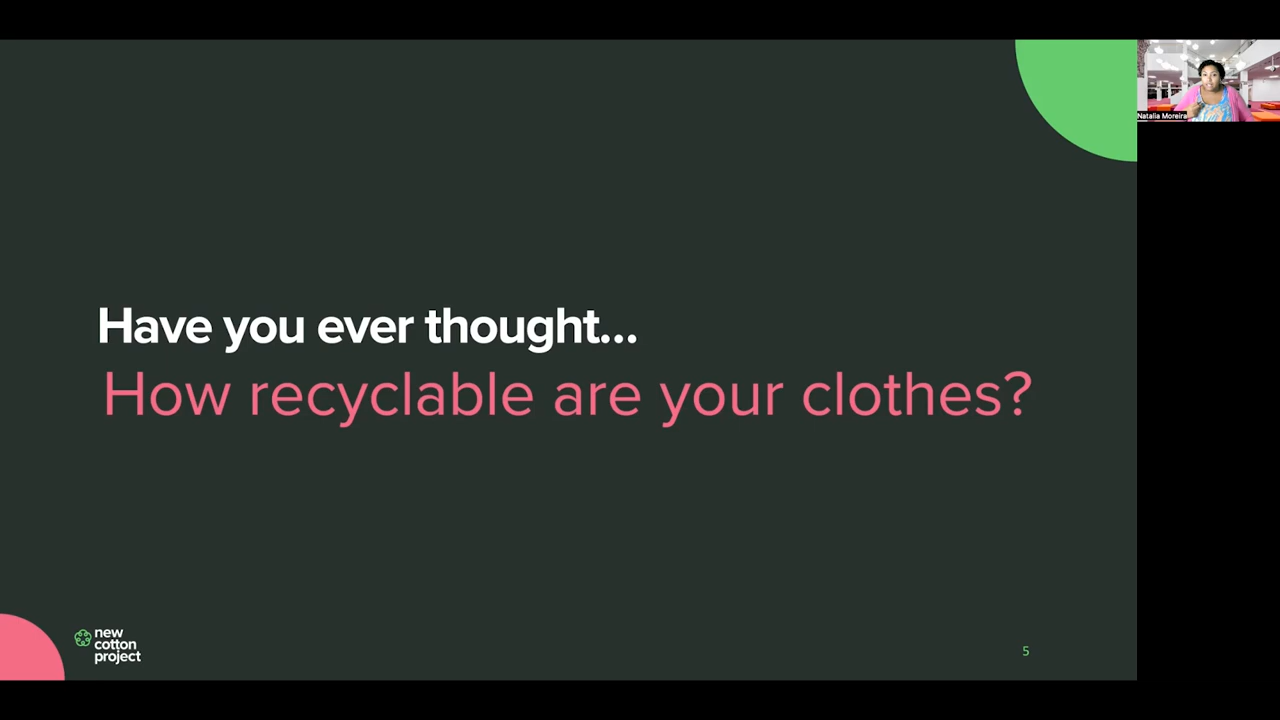 Natalia Moreira
Have you ever thought...
How recyclable are your clothes?
new
cotton
project
5